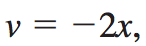 v = −2x,